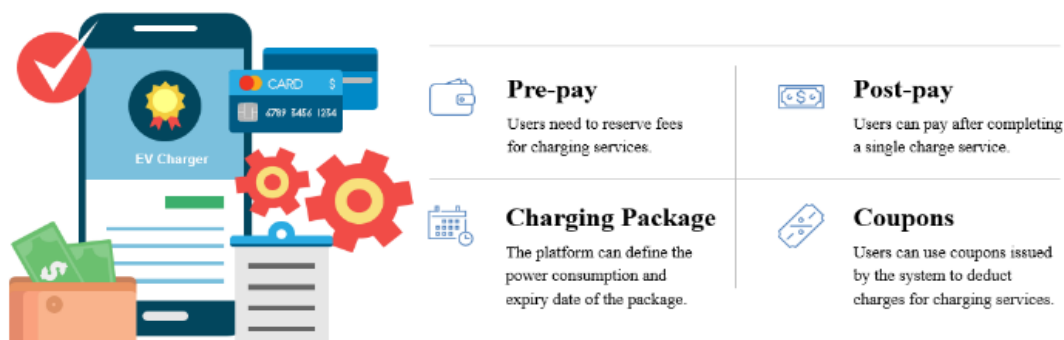 CARD $
6789 3456 1234
EV Charger
$
Pre-pay
Users need to reserve fees
for charging services.
$
Post-pay
Users can pay after completing
a single charge service.
Charging Package
The platform can define the
power consumption and
expiry date of the package.
Coupons
Users can use coupons issued
by the system to deduct
charges for charging services.